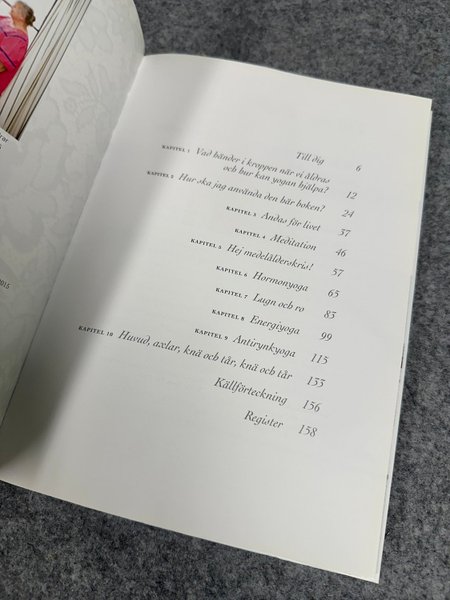 Till dig 6
KAPITEL 1 Vad händer i kroppen när vi åldras
och hur kan yogan hjälpa? 12
KAPITEL 2 Hur ska jag använda den här boken? 24
KAPITEL 3 Andas för livet 37
KAPITEL 4 Meditation 46
KAPITEL 5 Hej medelålderskris! 57
KAPITEL 6 Hormonyoga 65
KAPITEL 7 Lugn och ro 83
KAPITEL 8 Energiyoga 99
KAPITEL 9 Antirynkyoga 115
KAPITEL 10 Huvud, axlar, knä och tår, knä och tår 133
Källförteckning 156
Register 158
2015